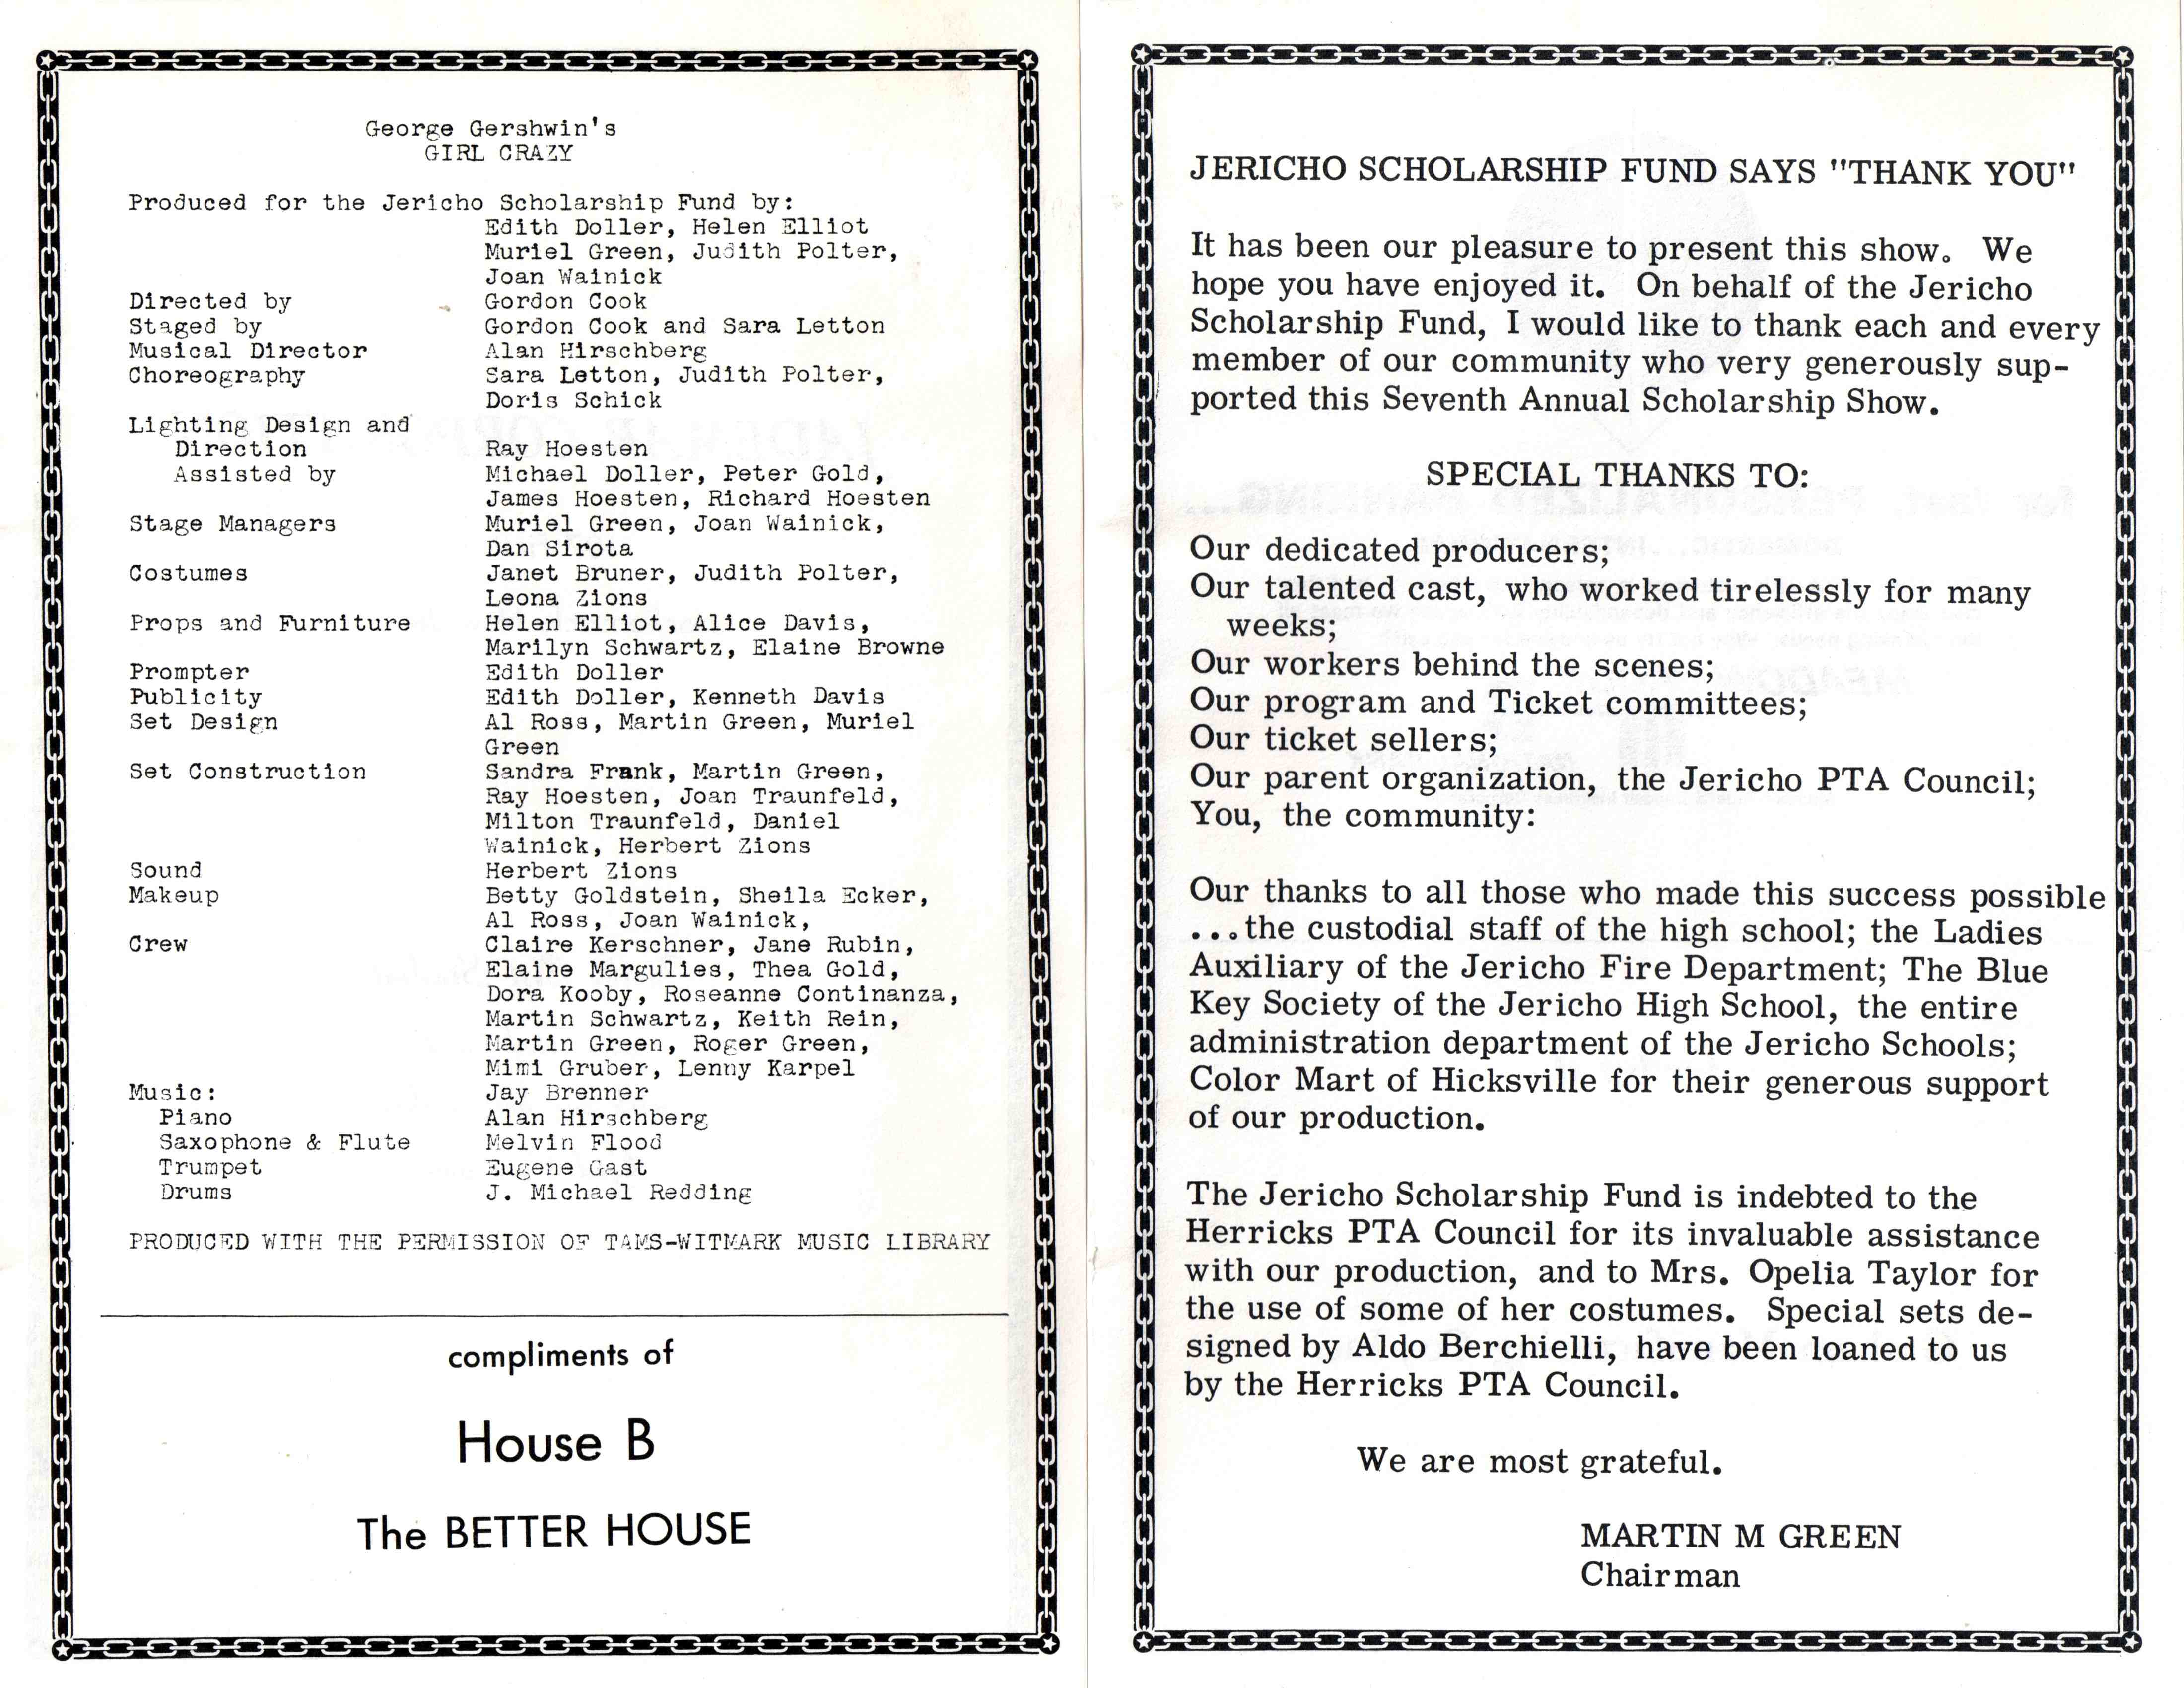 George Gershwin's
GIRL CRAZY
Produced for the Jericho Scholarship Fund by:
Edith Doller, Helen Elliot
Muriel Green, Judith Polter,
Joan Wainick
Directed by Gordon Cook
Staged by Gordon Cook and Sara Letton
Musical Director Alan Hirschberg
Choreography Sara Letton, Judith Polter,
Doris Schick
Lighting Design and
Direction Ray Hoesten
Assisted by Michael Doller, Peter Gold,
James Hoesten, Richard Hoesten
Stage Managers Muriel Green, Joan Wainick,
Dan Sirota
Costumes Janet Bruner, Judith Polter,
Leona Zions
Props and Furniture Helen Elliot, Alice Davis,
Marilyn Schwartz, Elaine Browne
Prompter Edith Doller
Publicity Edith Doller, Kenneth Davis
Set Design Al Ross, Martin Green, Muriel
Green
Set Construction Sandra Frank, Martin Green,
Ray Hoesten, Joan Traunfeld,
Milton Traunfeld, Daniel
Wainick, Herbert Zions
Sound Herbert Zions
Makeup Betty Goldstein, Sheila Ecker,
Al Ross, Joan Wainick,
Crew Claire Kerschner, Jane Rubin,
Elaine Margulies, Thea Gold,
Dora Kooby, Roseanne Continanza,
Martin Schwartz, Keith Rein,
Martin Green, Roger Green,
Mimi Gruber, Lenny Karpel
Music: Jay Brenner
Piano Alan Hirschberg
Saxophone & Flute Melvin Flood
Trumpet Eugene Gast
Drums J. Michael Redding
PRODUCED WITH THE PERMISSION OF TAMS-WITMARK MUSIC LIBRARY
compliments of
House B
The BETTER HOUSE
JERICHO SCHOLARSHIP FUND SAYS "THANK YOU"
It has been our pleasure to present this show. We
hope you have enjoyed it. On behalf of the Jericho
Scholarship Fund, I would like to thank each and every
member of our community who very generously sup-
ported this Seventh Annual Scholarship Show.
SPECIAL THANKS TO:
Our dedicated producers;
Our talented cast, who worked tirelessly for many
weeks;
Our workers behind the scenes;
Our program and Ticket committees;
Our ticket sellers;
Our parent organization, the Jericho PTA Council;
You, the community:
Our thanks to all those who made this success possible
...the custodial staff of the high school; the Ladies
Auxiliary of the Jericho Fire Department; The Blue
Key Society of the Jericho High School, the entire
administration department of the Jericho Schools;
Color Mart of Hicksville for their generous support
of our production.
The Jericho Scholarship Fund is indebted to the
Herricks PTA Council for its invaluable assistance
with our production, and to Mrs. Opelia Taylor for
the use of some of her costumes. Special sets de-
signed by Aldo Berchielli, have been loaned to us
by the Herricks PTA Council.
We are most grateful.
MARTIN M GREEN
Chairman